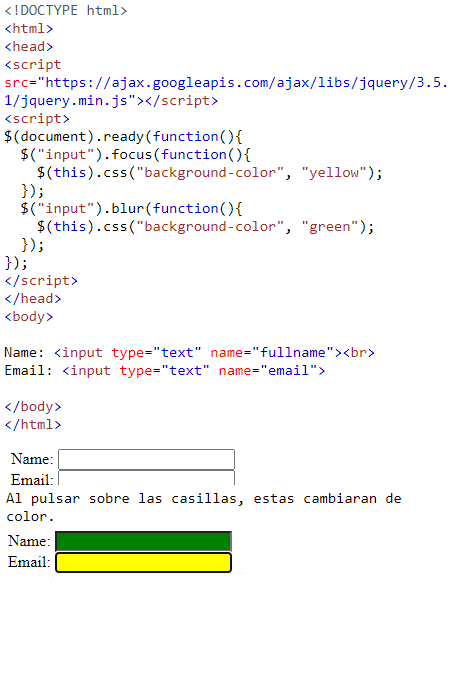 <!DOCTYPE html>
<html>
<head>
<script
src="https://ajax.googleapis.com/ajax/libs/jquery/3.5.
1/jquery.min.js"></script>
<script>
$(document).ready(function(){
  $("input").focus(function(){
    $(this).css("background-color", "yellow");
  });
  $("input").blur(function(){
    $(this).css("background-color", "green");
  });
});
</script>
</head>
<body>

Name: <input type="text" name="fullname"><br>
Email: <input type="text" name="email">

</body>
</html>
Name:
Email:
Al pulsar sobre las casillas, estas cambiaran de
color.
Name:
Email: